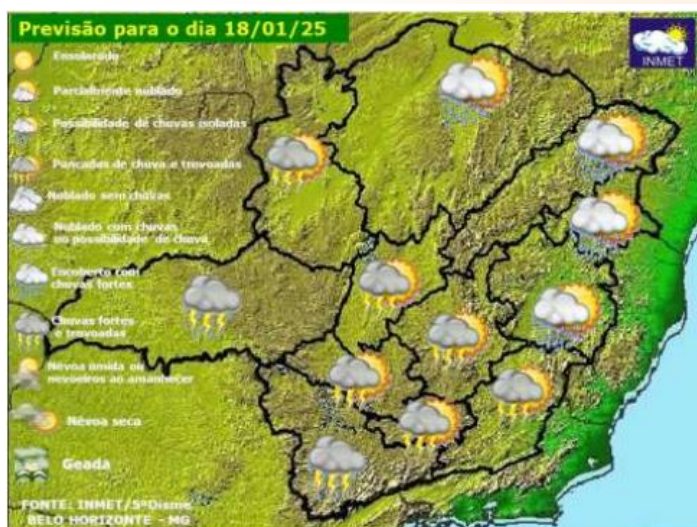 Previsão para o dia 18/01/25
INMET
Ensolarado
Parcialmente nublado
Possibilidade de chuvas isoladas
Pancadas de chuva e trovoadas
Nublado sem chuvas
Nublado com chuvas
ou possibilidade de chuva
Encoberto com
chuvas fortes
Chuvas fortes
e trovoadas
Névoa úmida ou
nevoeiros ao amanhecer
Névoa seca
Geada
FONTE: INMET/5ºDisme
BELO HORIZONTE - MG